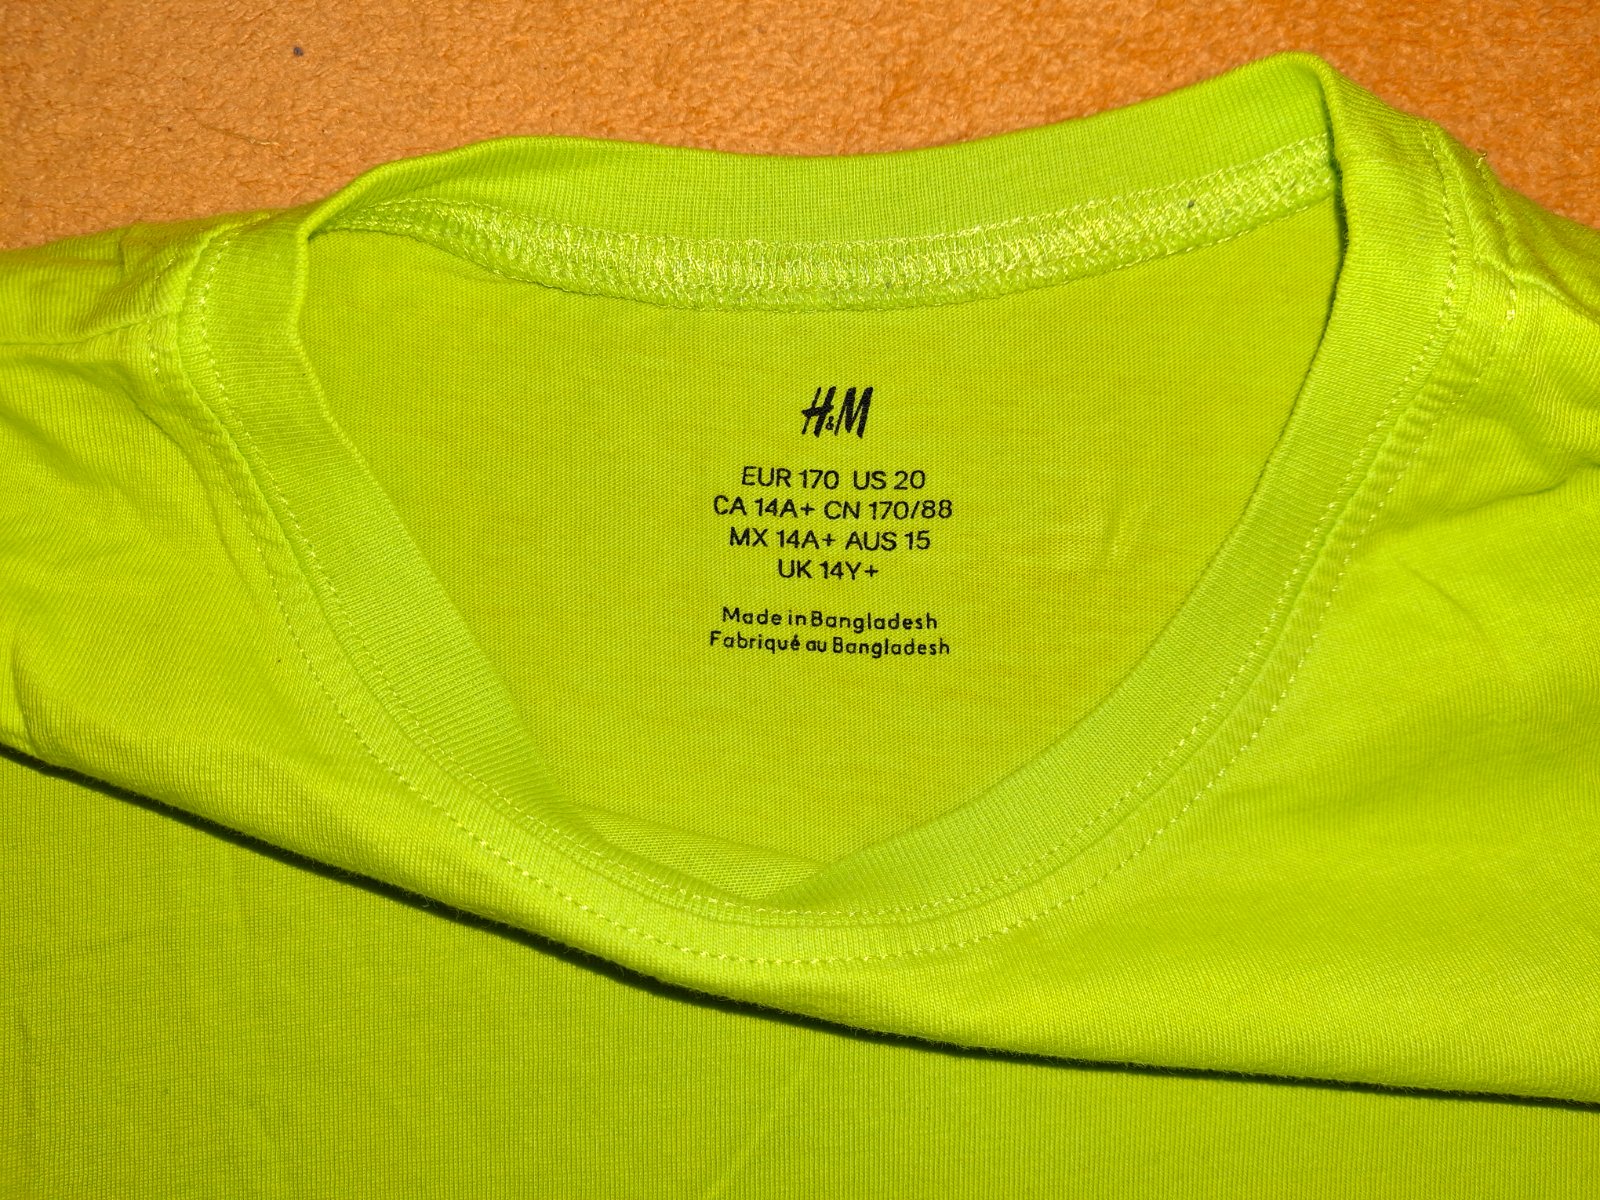 H&M
EUR 170 US 20
CA 14A+ CN 170/88
MX 14A+ AUS 15
UK 14Y+
Made in Bangladesh
Fabriqué au Bangladesh